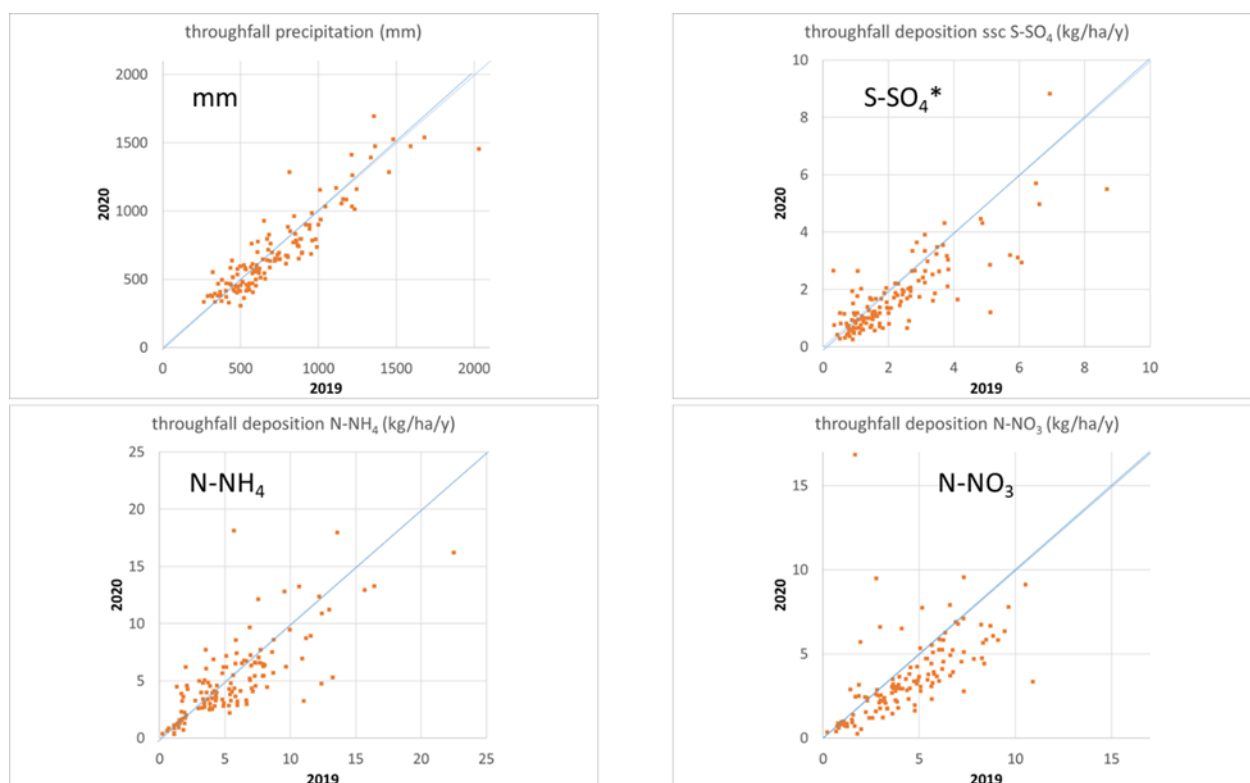 throughfall precipitation (mm)
mm
2000
1500
1000
500
0
0 500 1000 1500 2000
2020
2019
throughfall deposition ssc S-SO₄ (kg/ha/y)
S-SO₄*
10
8
6
4
2
0
0 2 4 6 8 10
2020
2019
throughfall deposition N-NH₄ (kg/ha/y)
N-NH₄
25
20
15
10
5
0
0 5 10 15 20 25
2020
2019
throughfall deposition N-NO₃ (kg/ha/y)
N-NO₃
15
10
5
0
0 5 10 15
2020
2019